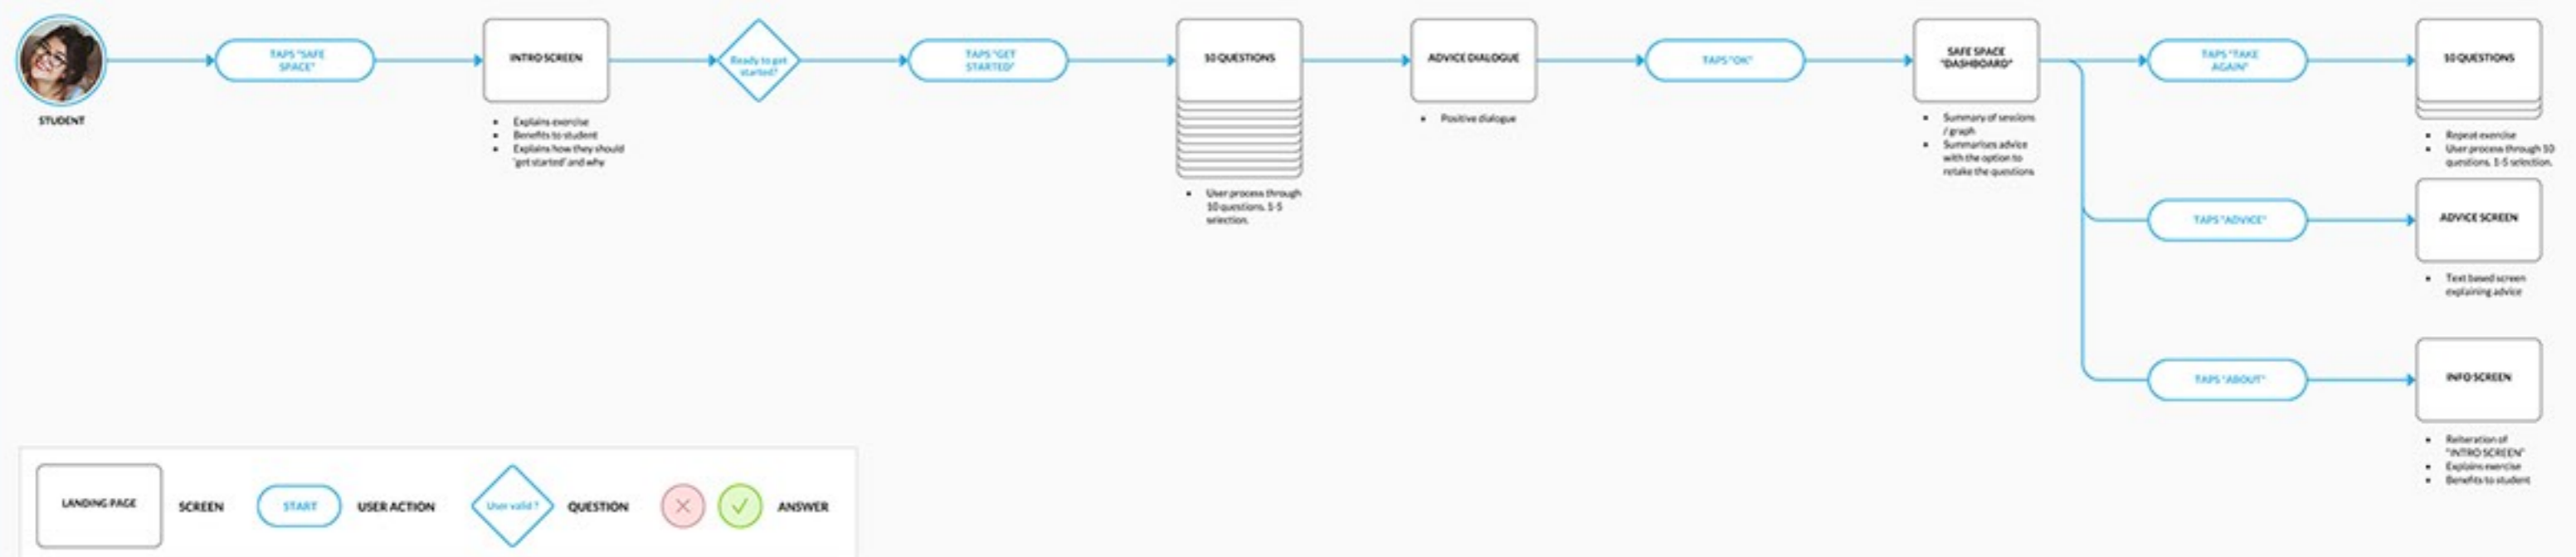 STUDENT
TAPS "SAFE
SPACE"
INTRO SCREEN
• Explains exercise
• Benefits to student
• Explains how they should
'get started' and why
Ready to get
started?
TAPS "GET
STARTED"
10 QUESTIONS
• User process through
10 questions. 1-5
selection.
ADVICE DIALOGUE
• Positive dialogue
TAPS "OK"
SAFE SPACE
"DASHBOARD"
• Summary of sessions
/ graph
• Summarises advice
with the option to
retake the questions
TAPS "TAKE
AGAIN"
10 QUESTIONS
• Repeat exercise
• User process through 10
questions. 1-5 selection.
TAPS "ADVICE"
ADVICE SCREEN
• Text based screen
explaining advice
TAPS "ABOUT"
INFO SCREEN
• Reiteration of
"INTRO SCREEN"
• Explains exercise
• Benefits to student
LANDING PAGE
SCREEN
START
USER ACTION
User valid ?
QUESTION
ANSWER